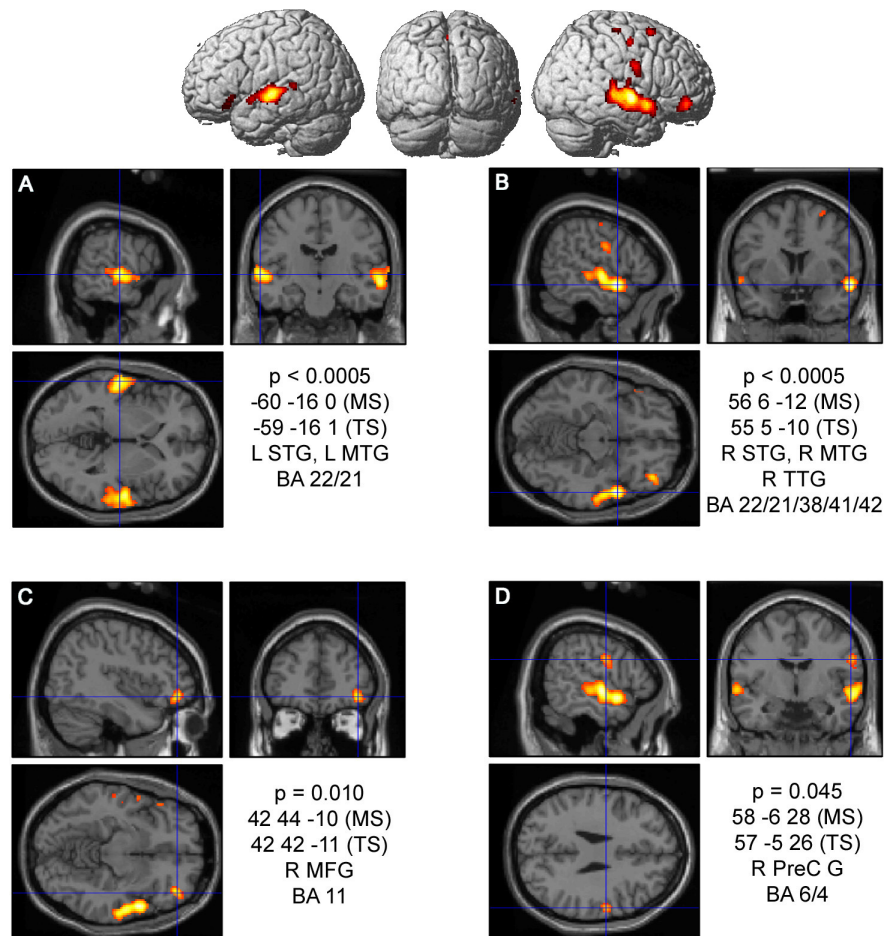 A
p < 0.0005
-60 -16 0 (MS)
-59 -16 1 (TS)
L STG, L MTG
BA 22/21
B
p < 0.0005
56 6 -12 (MS)
55 5 -10 (TS)
R STG, R MTG
R TTG
BA 22/21/38/41/42
C
p = 0.010
42 44 -10 (MS)
42 42 -11 (TS)
R MFG
BA 11
D
p = 0.045
58 -6 28 (MS)
57 -5 26 (TS)
R PreC G
BA 6/4